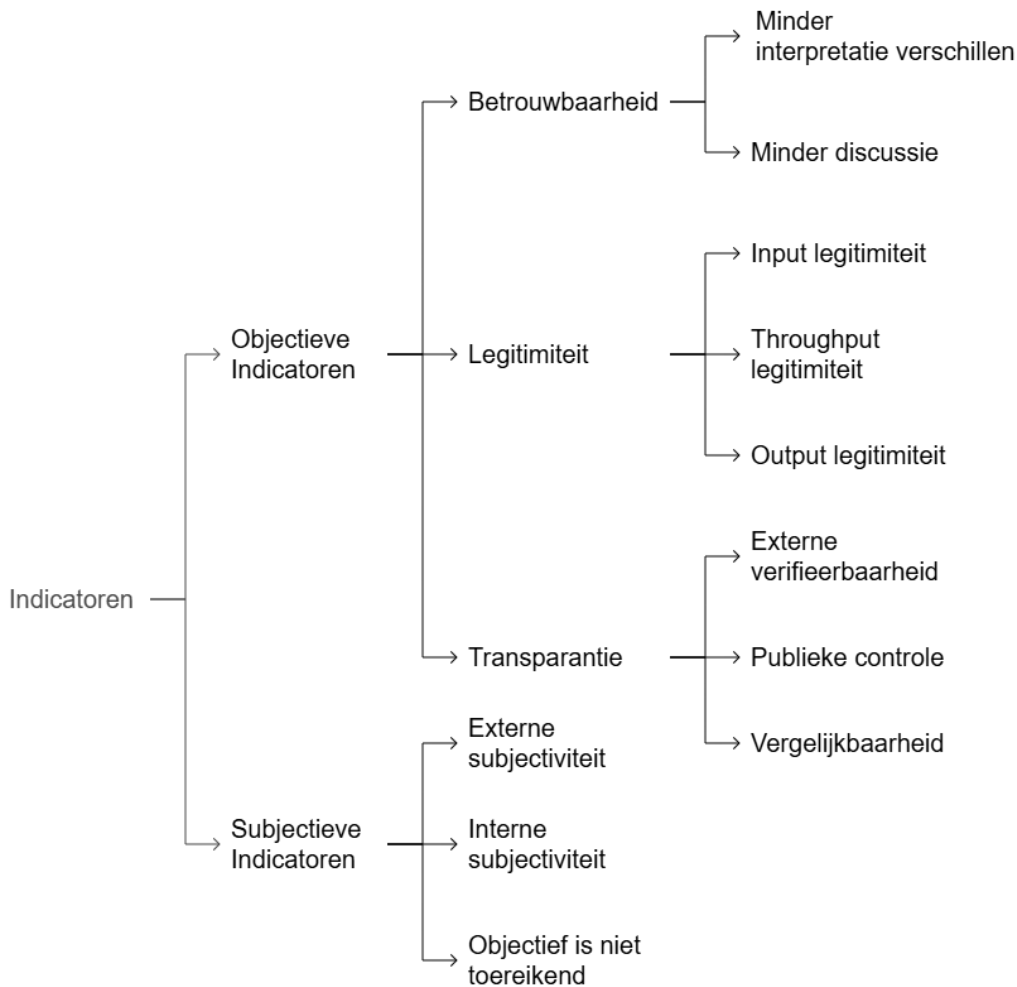 Minder
interpretatie verschillen
Betrouwbaarheid
Minder discussie
Input legitimiteit
Objectieve
Indicatoren
Legitimiteit
Throughput
legitimiteit
Output legitimiteit
Externe
verifieerbaarheid
Indicatoren
Transparantie
Publieke controle
Externe
subjectiviteit
Vergelijkbaarheid
Subjectieve
Indicatoren
Interne
subjectiviteit
Objectief is niet
toereikend